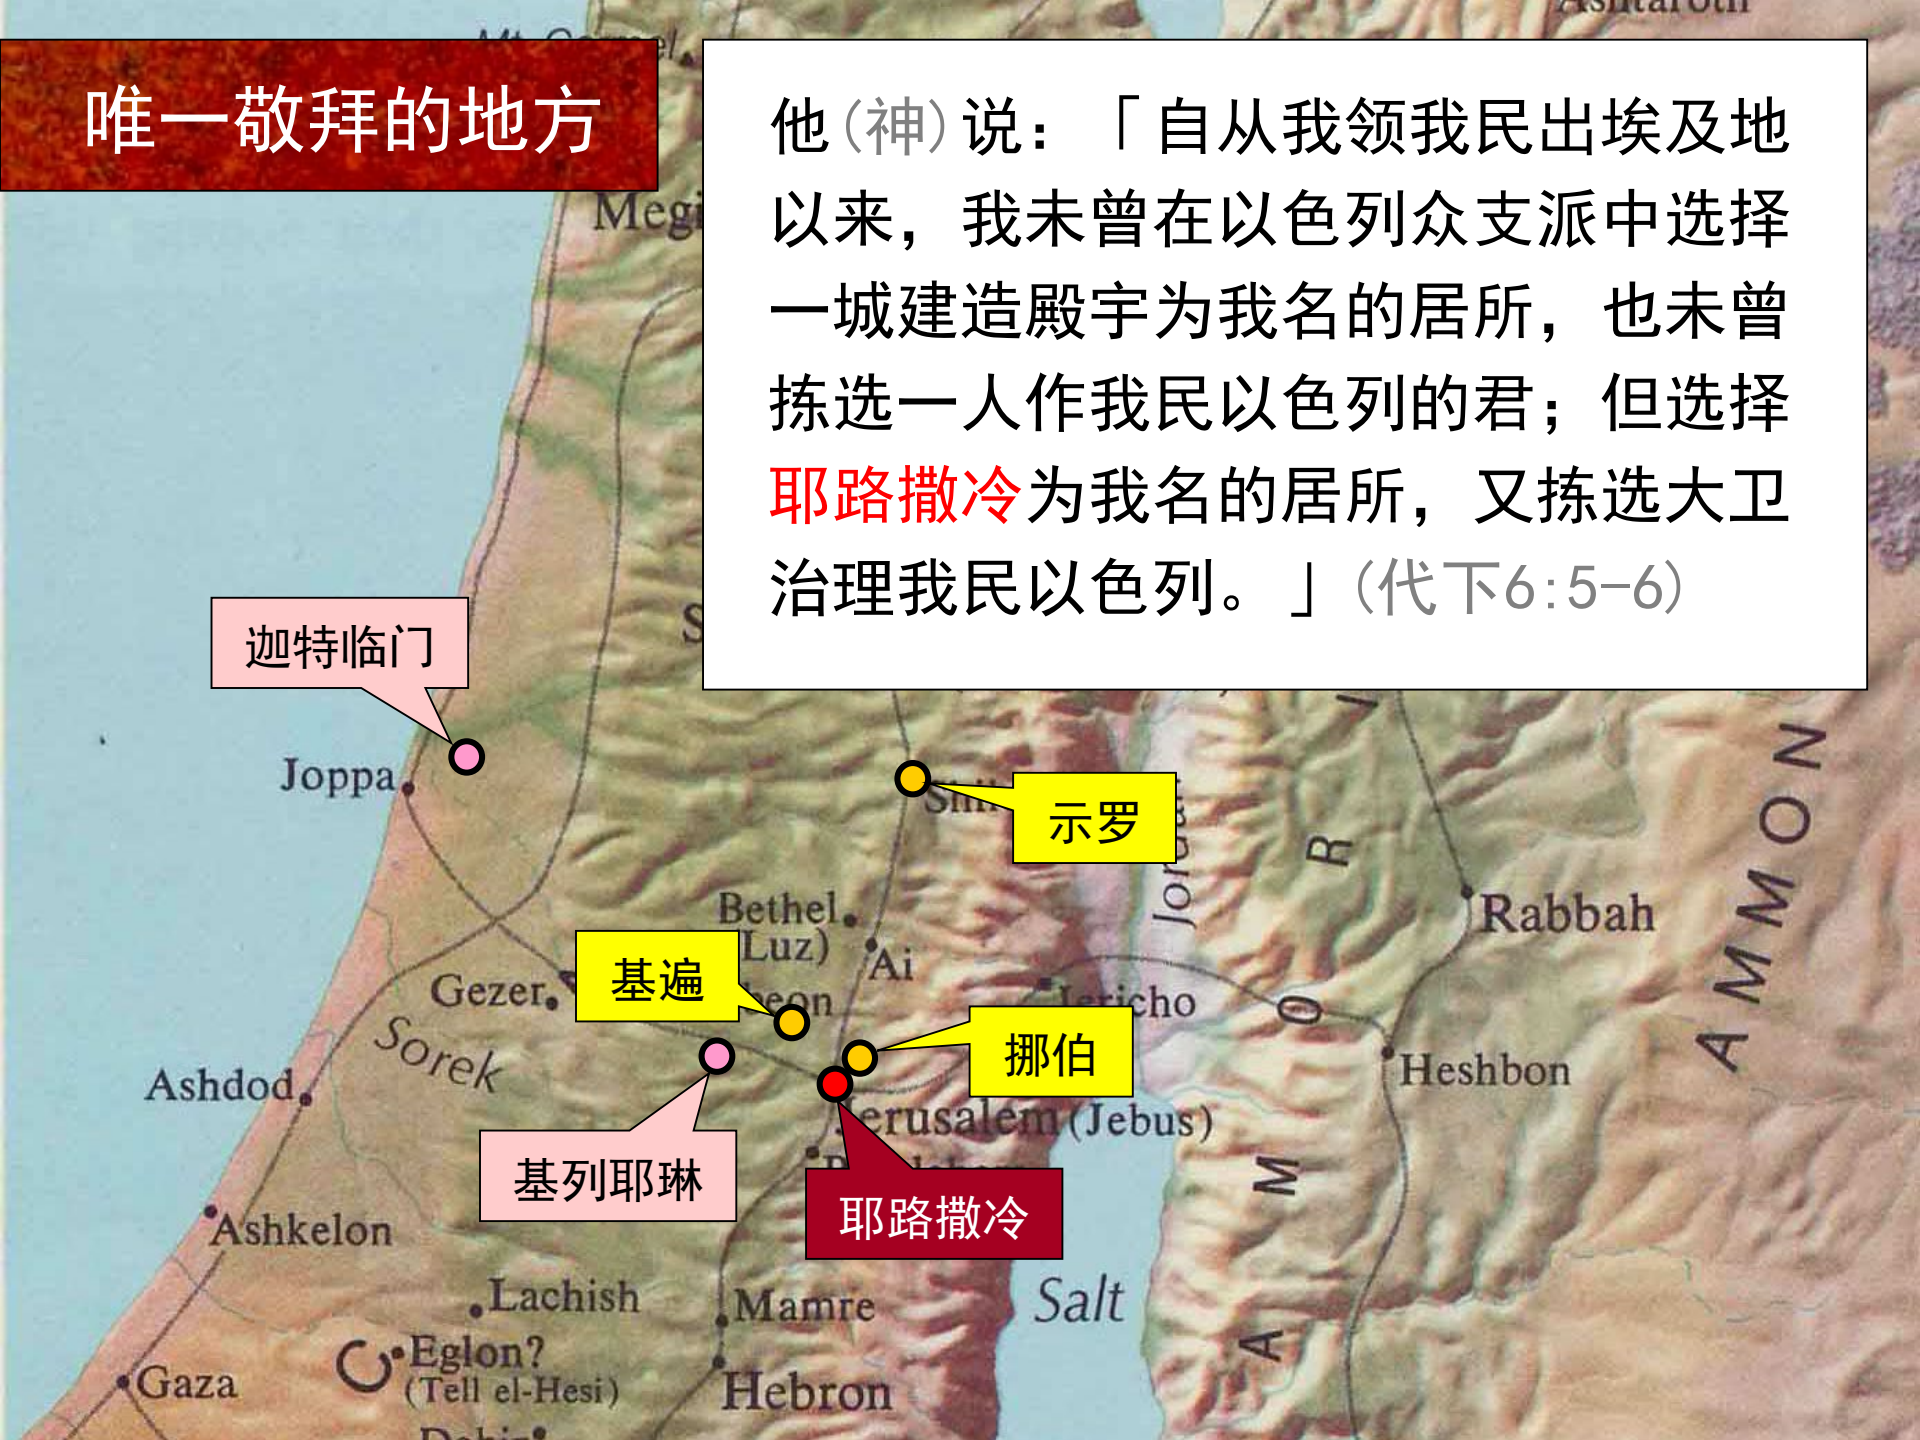 唯一敬拜的地方
他(神)说：「自从我领我民出埃及地
以来，我未曾在以色列众支派中选择
一城建造殿宇为我名的居所，也未曾
拣选一人作我民以色列的君；但选择
耶路撒冷为我名的居所，又拣选大卫
治理我民以色列。」(代下6:5-6)
迦特临门
Joppa
示罗
Bethel
(Luz)
Ai
Rabbah
AMMON
基遍
Gezer
Sorek
挪伯
Heshbon
Ashdod
Jerusalem (Jebus)
基列耶琳
耶路撒冷
Ashkelon
Lachish
Mamre
Salt
Eglon?
(Tell el-Hesi)
Gaza
Hebron